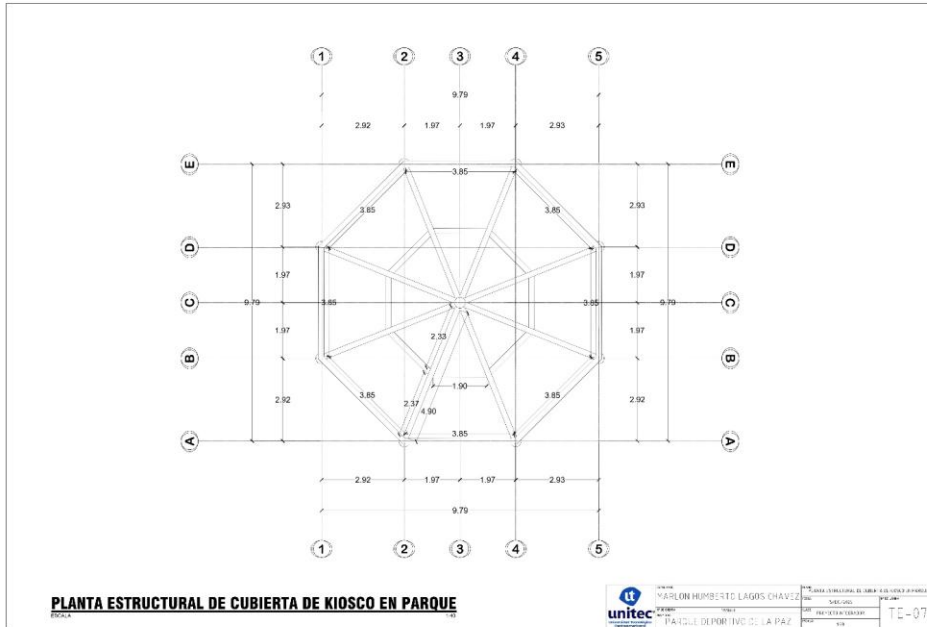 1 2 3 4 5
9.79
2.92 1.97 1.97 2.93
E E
3.85
2.93 3.85 3.85 2.93
D D
1.97 1.97
C 9.79 3.85 3.85 9.79 C
1.97 2.33 1.97
B B
1.90
2.92 3.85 2.37 3.85 2.92
4.90
3.85
A A
2.92 1.97 1.97 2.93
9.79
1 2 3 4 5
PLANTA ESTRUCTURAL DE CUBIERTA DE KIOSCO EN PARQUE
ESCALA
ut
unitec
MARLON HUMBERTO LAGOS CHAVEZ
PARQUE DEPORTIVO DE LA PAZ
PROYECTO INTEGRADOR
TE-07